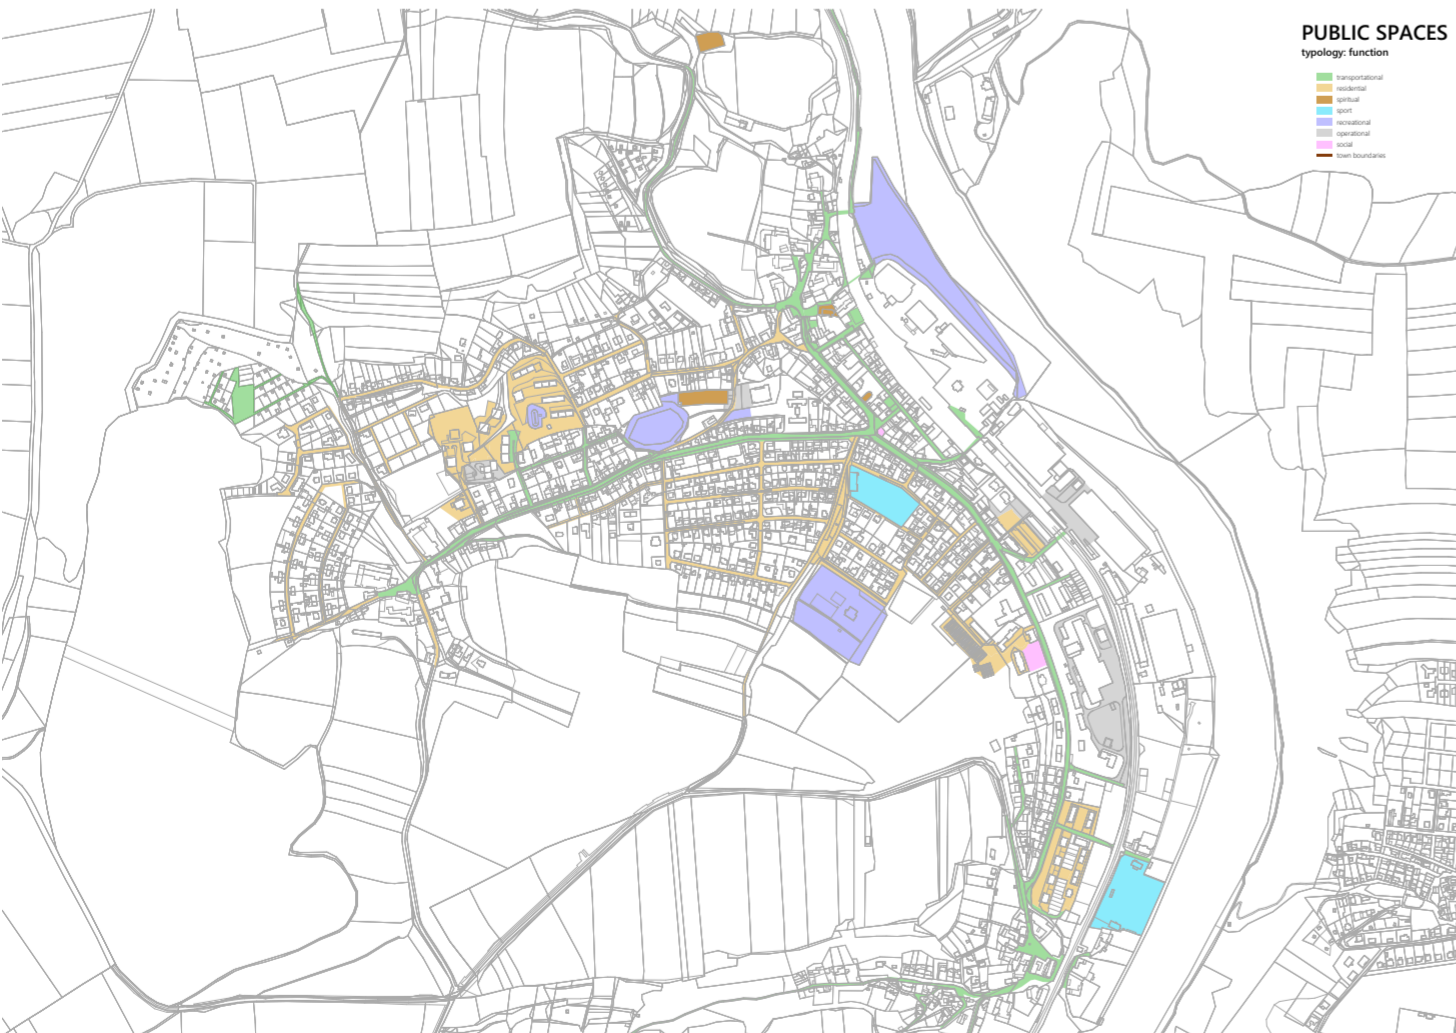 PUBLIC SPACES
typology: function
transportational
residential
spiritual
sport
recreational
operational
social
town boundaries